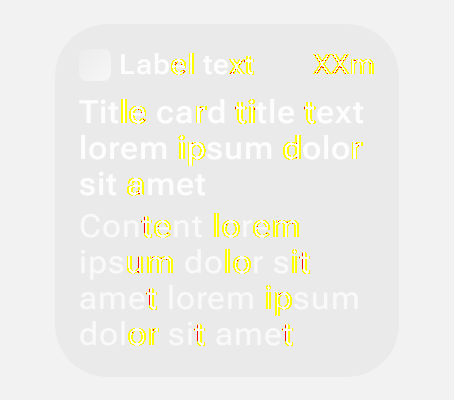 Label text XXm
Title card title text
lorem ipsum dolor
sit amet
Content lorem
ipsum dolor sit
amet lorem ipsum
dolor sit amet